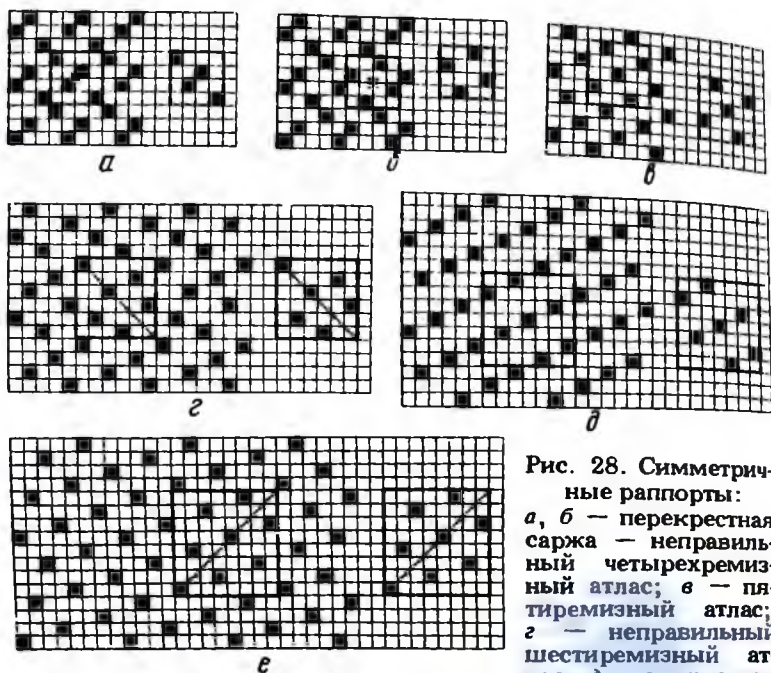 а
б
в
г
д
е
Рис. 28. Симметрич-
ные раппорты:
а, б — перекрестная
саржа — неправиль-
ный четырехремиз-
ный атлас; в — пя-
тиремизный атлас;
г — неправильный
шестиремизный ат